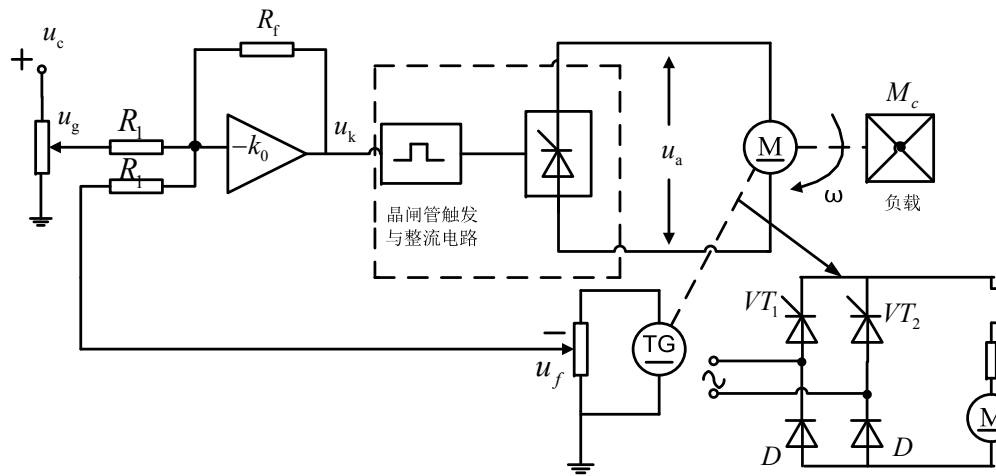 u_c
+
R_f
u_g
R_1
R_1
-k_0
u_k
晶闸管触发
与整流电路
u_a
M
ω
M_c
负载
−
u_f
TG
VT_1
VT_2
D
D
M